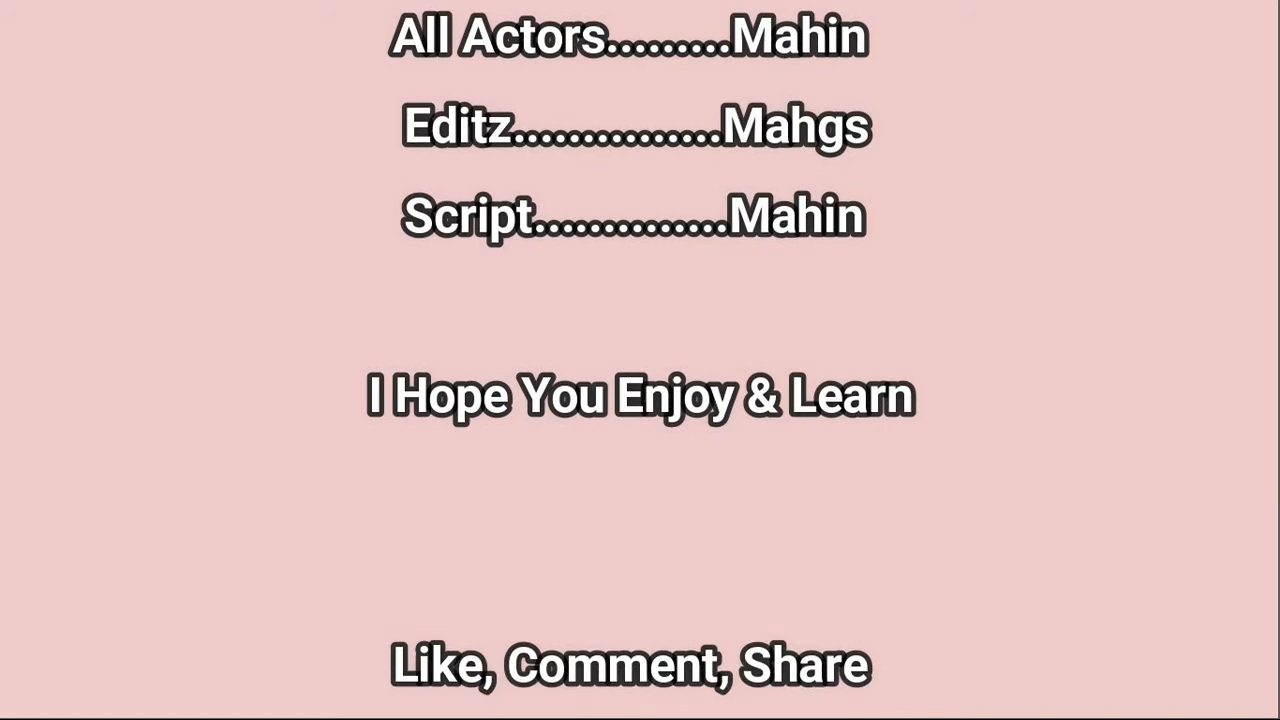 All Actors.........Mahin
Editz...............Mahgs
Script..............Mahin
I Hope You Enjoy & Learn
Like, Comment, Share